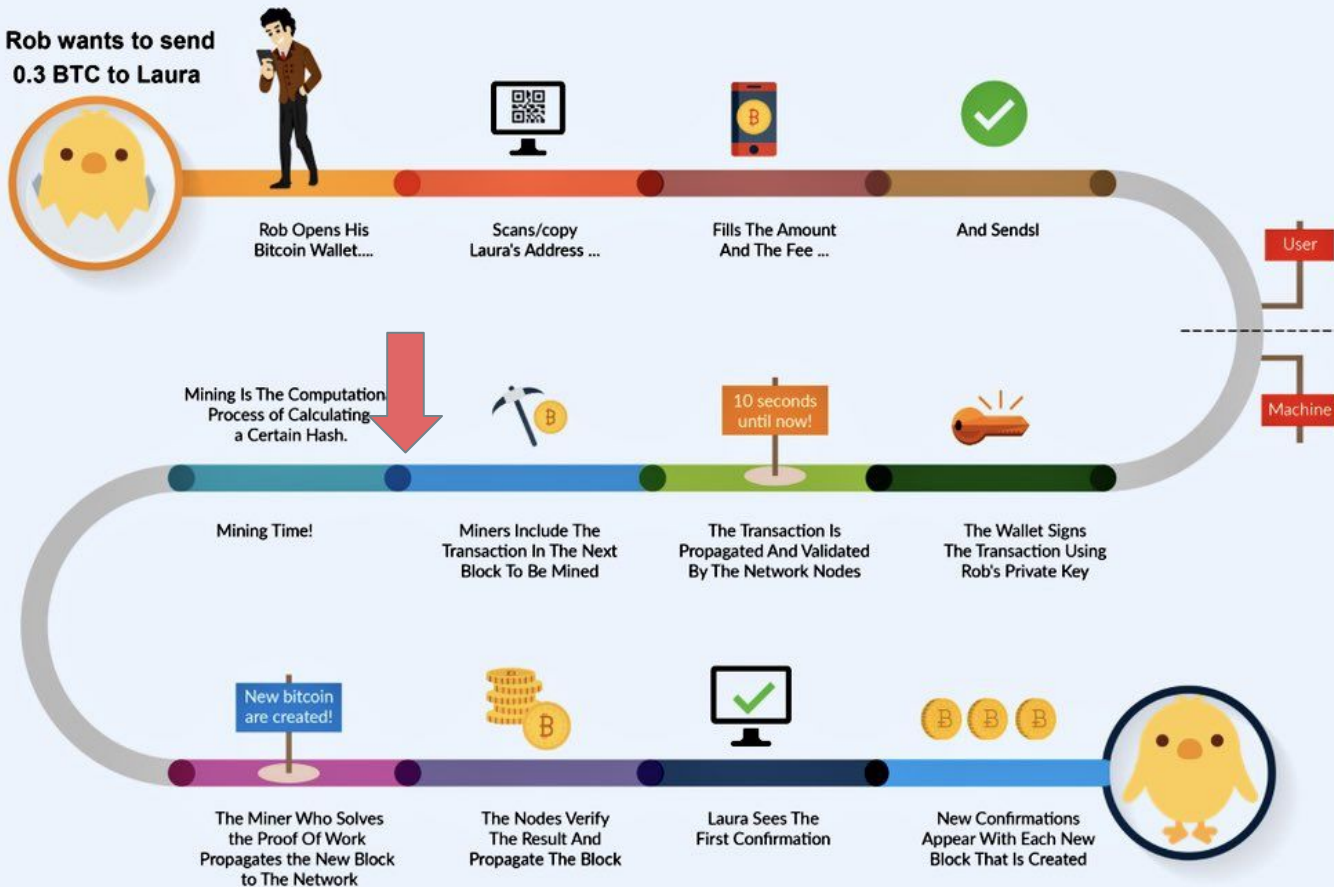 Rob wants to send
0.3 BTC to Laura
Rob Opens His
Bitcoin Wallet....
Scans/copy
Laura's Address ...
Fills The Amount
And The Fee ...
And Sends!
User
Machine
10 seconds
until now!
The Wallet Signs
The Transaction Using
Rob's Private Key
The Transaction Is
Propagated And Validated
By The Network Nodes
Miners Include The
Transaction In The Next
Block To Be Mined
Mining Is The Computation
Process of Calculating
a Certain Hash.
Mining Time!
New bitcoin
are created!
The Miner Who Solves
the Proof Of Work
Propagates the New Block
to The Network
The Nodes Verify
The Result And
Propagate The Block
Laura Sees The
First Confirmation
New Confirmations
Appear With Each New
Block That Is Created